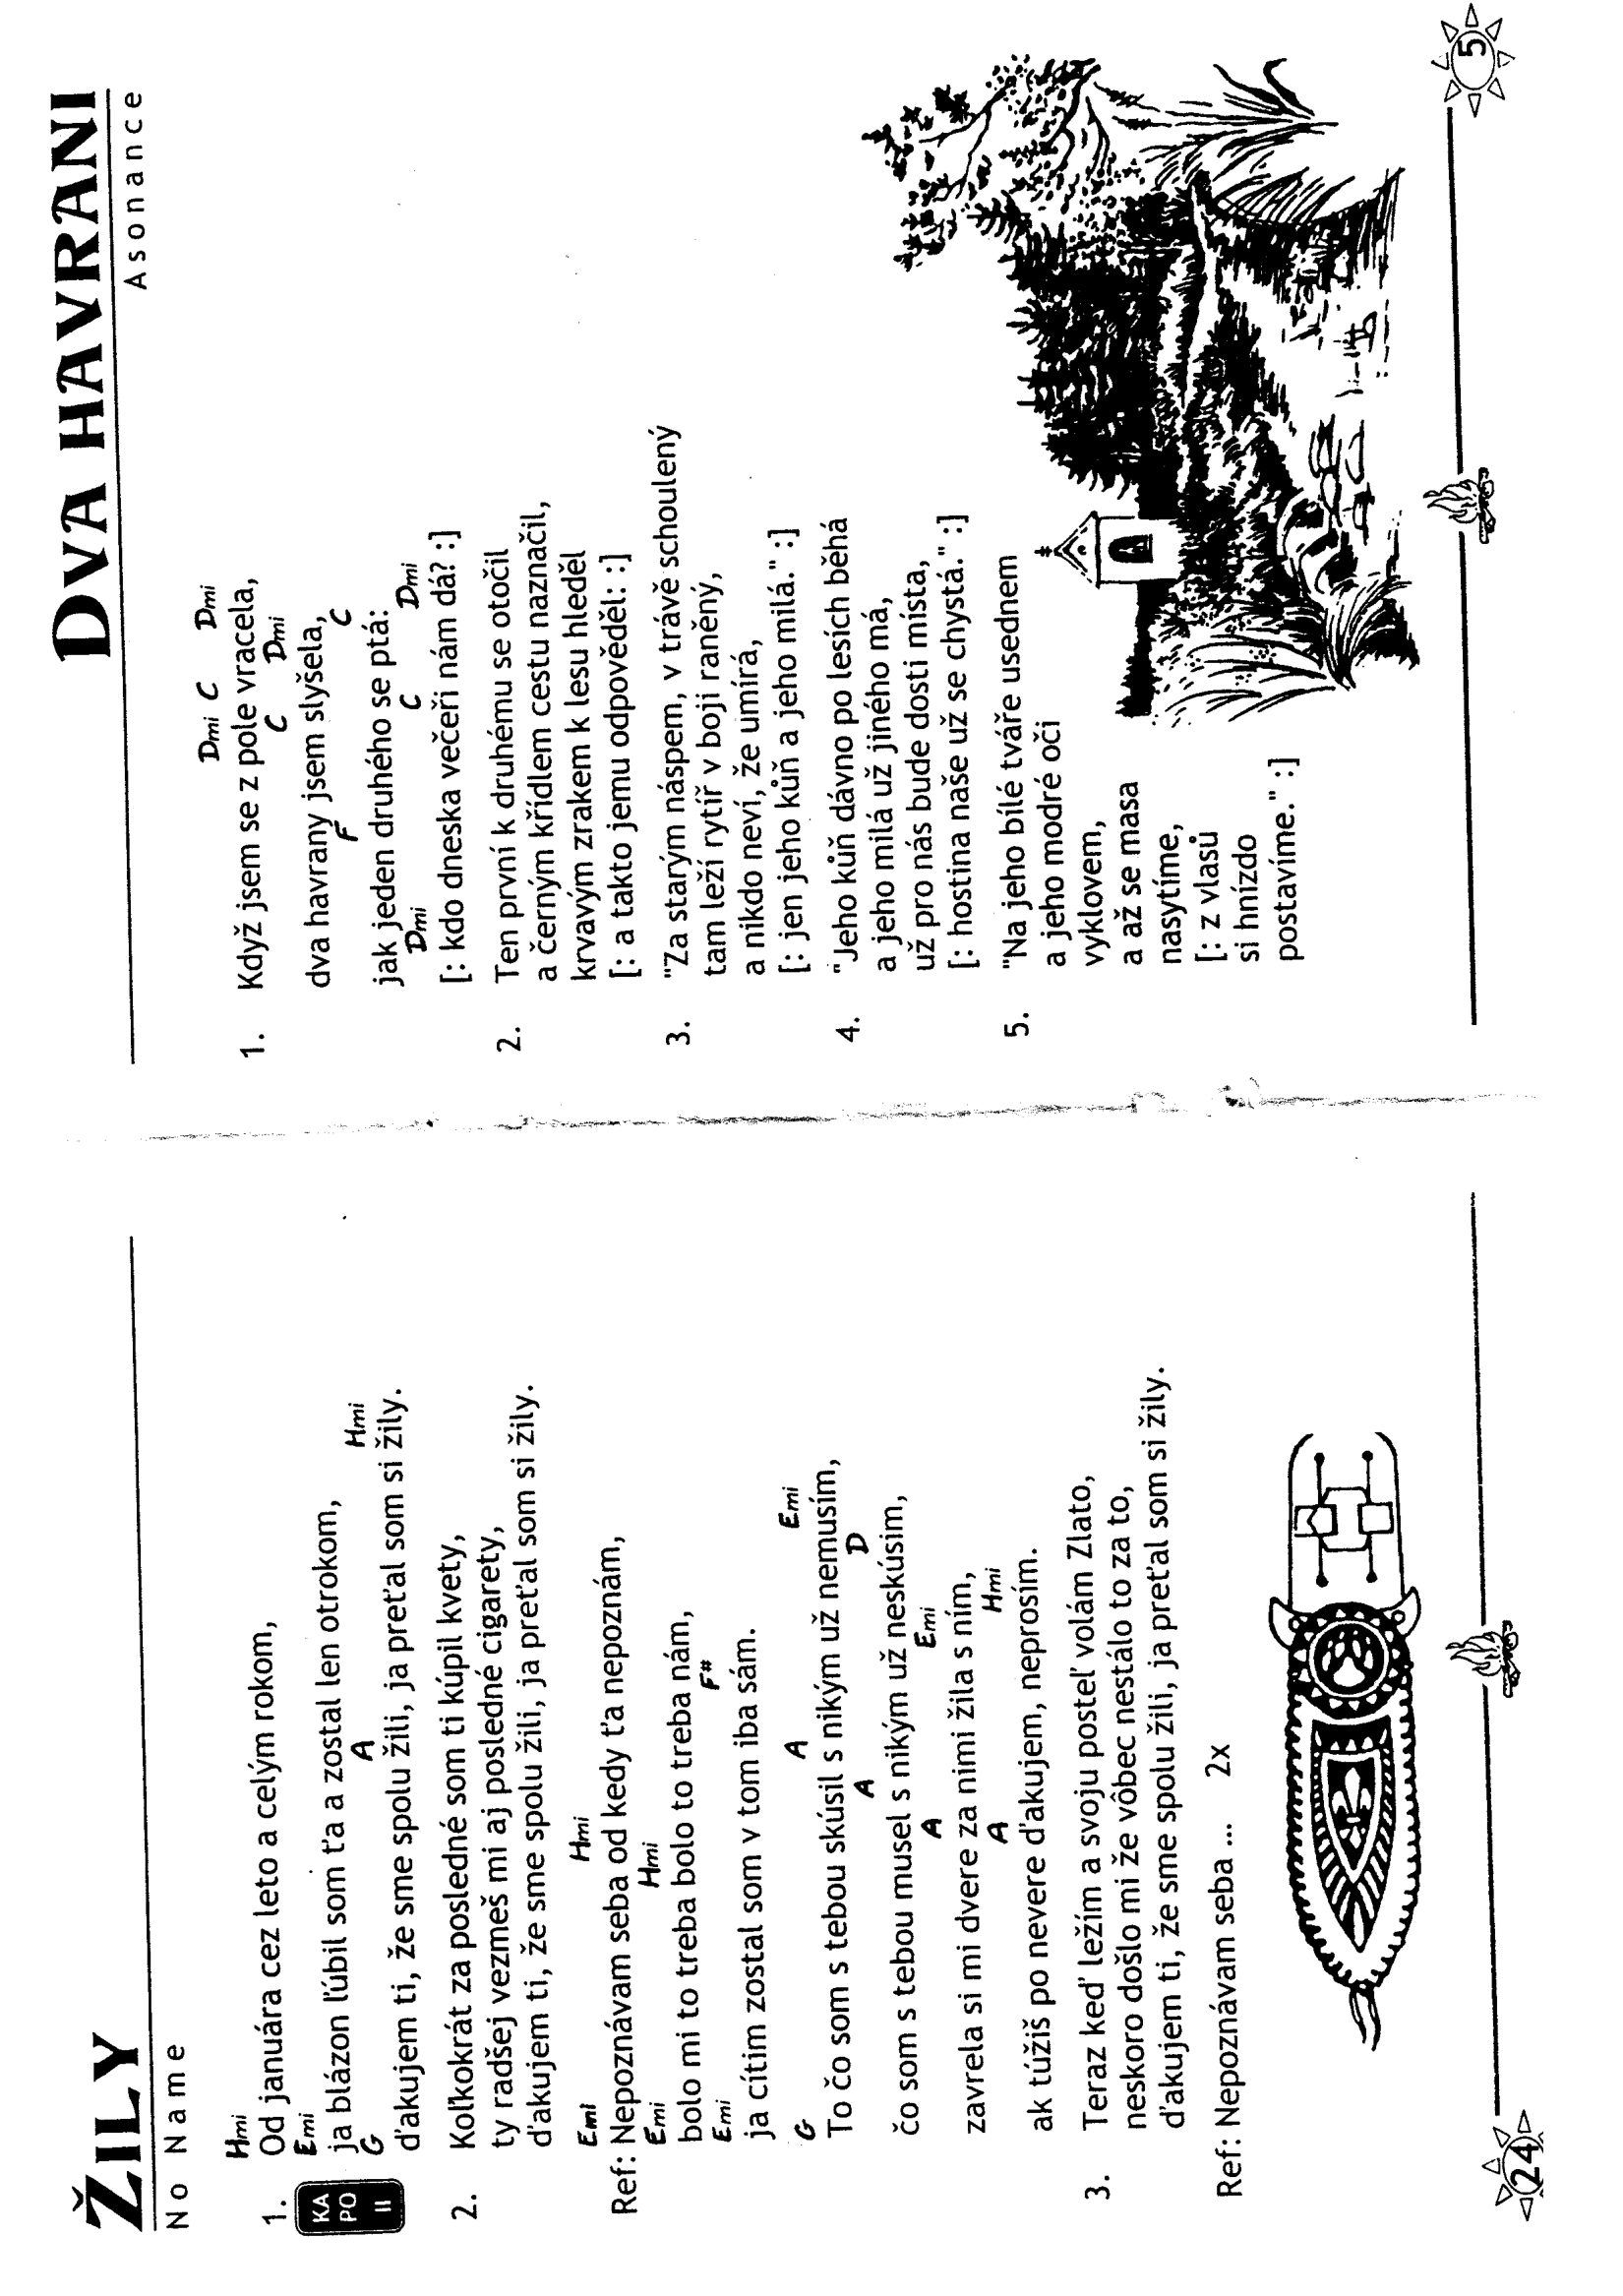 ŽILY
No Name
Hmi
1. Od januára cez leto a celým rokom,
Emi
ja blázon ľúbil som ťa a zostal len otrokom,
G A Hmi
ďakujem ti, že sme spolu žili, ja preťal som si žily.
KA
PO
II
2. Koľkokrát za posledné som ti kúpil kvety,
ty radšej vezmeš mi aj posledné cigarety,
ďakujem ti, že sme spolu žili, ja preťal som si žily.
Emi Hmi
Ref: Nepoznávam seba od kedy ťa nepoznám,
Emi Hmi
bolo mi to treba bolo to treba nám,
Emi F#
ja cítim zostal som v tom iba sám.
G A Emi
To čo som s tebou skúsil s nikým už nemusím,
A D
čo som s tebou musel s nikým už neskúsim,
A Emi
zavrela si mi dvere za nimi žila s ním,
A Hmi
ak túžiš po nevere ďakujem, neprosím.
3. Teraz keď ležím a svoju posteľ volám Zlato,
neskoro došlo mi že vôbec nestálo to za to,
ďakujem ti, že sme spolu žili, ja preťal som si žily.
Ref: Nepoznávam seba ... 2x
24
DVA HAVRANI
Asonance
Dmi C Dmi
1. Když jsem se z pole vracela,
C Dmi
dva havrany jsem slyšela,
F C
jak jeden druhého se ptá:
Dmi C Dmi
[: kdo dneska večeři nám dá? :]
2. Ten první k druhému se otočil
a černým křídlem cestu naznačil,
krvavým zrakem k lesu hleděl
[: a takto jemu odpověděl: :]
3. "Za starým náspem, v trávě schoulený
tam leží rytíř v boji raněný,
a nikdo neví, že umírá,
[: jen jeho kůň a jeho milá." :]
4. "Jeho kůň dávno po lesích běhá
a jeho milá už jiného má,
už pro nás bude dosti místa,
[: hostina naše už se chystá." :]
5. "Na jeho bílé tváře usednem
a jeho modré oči
vyklovem,
a až se masa
nasytíme,
[: z vlasů
si hnízdo
postavíme." :]
5